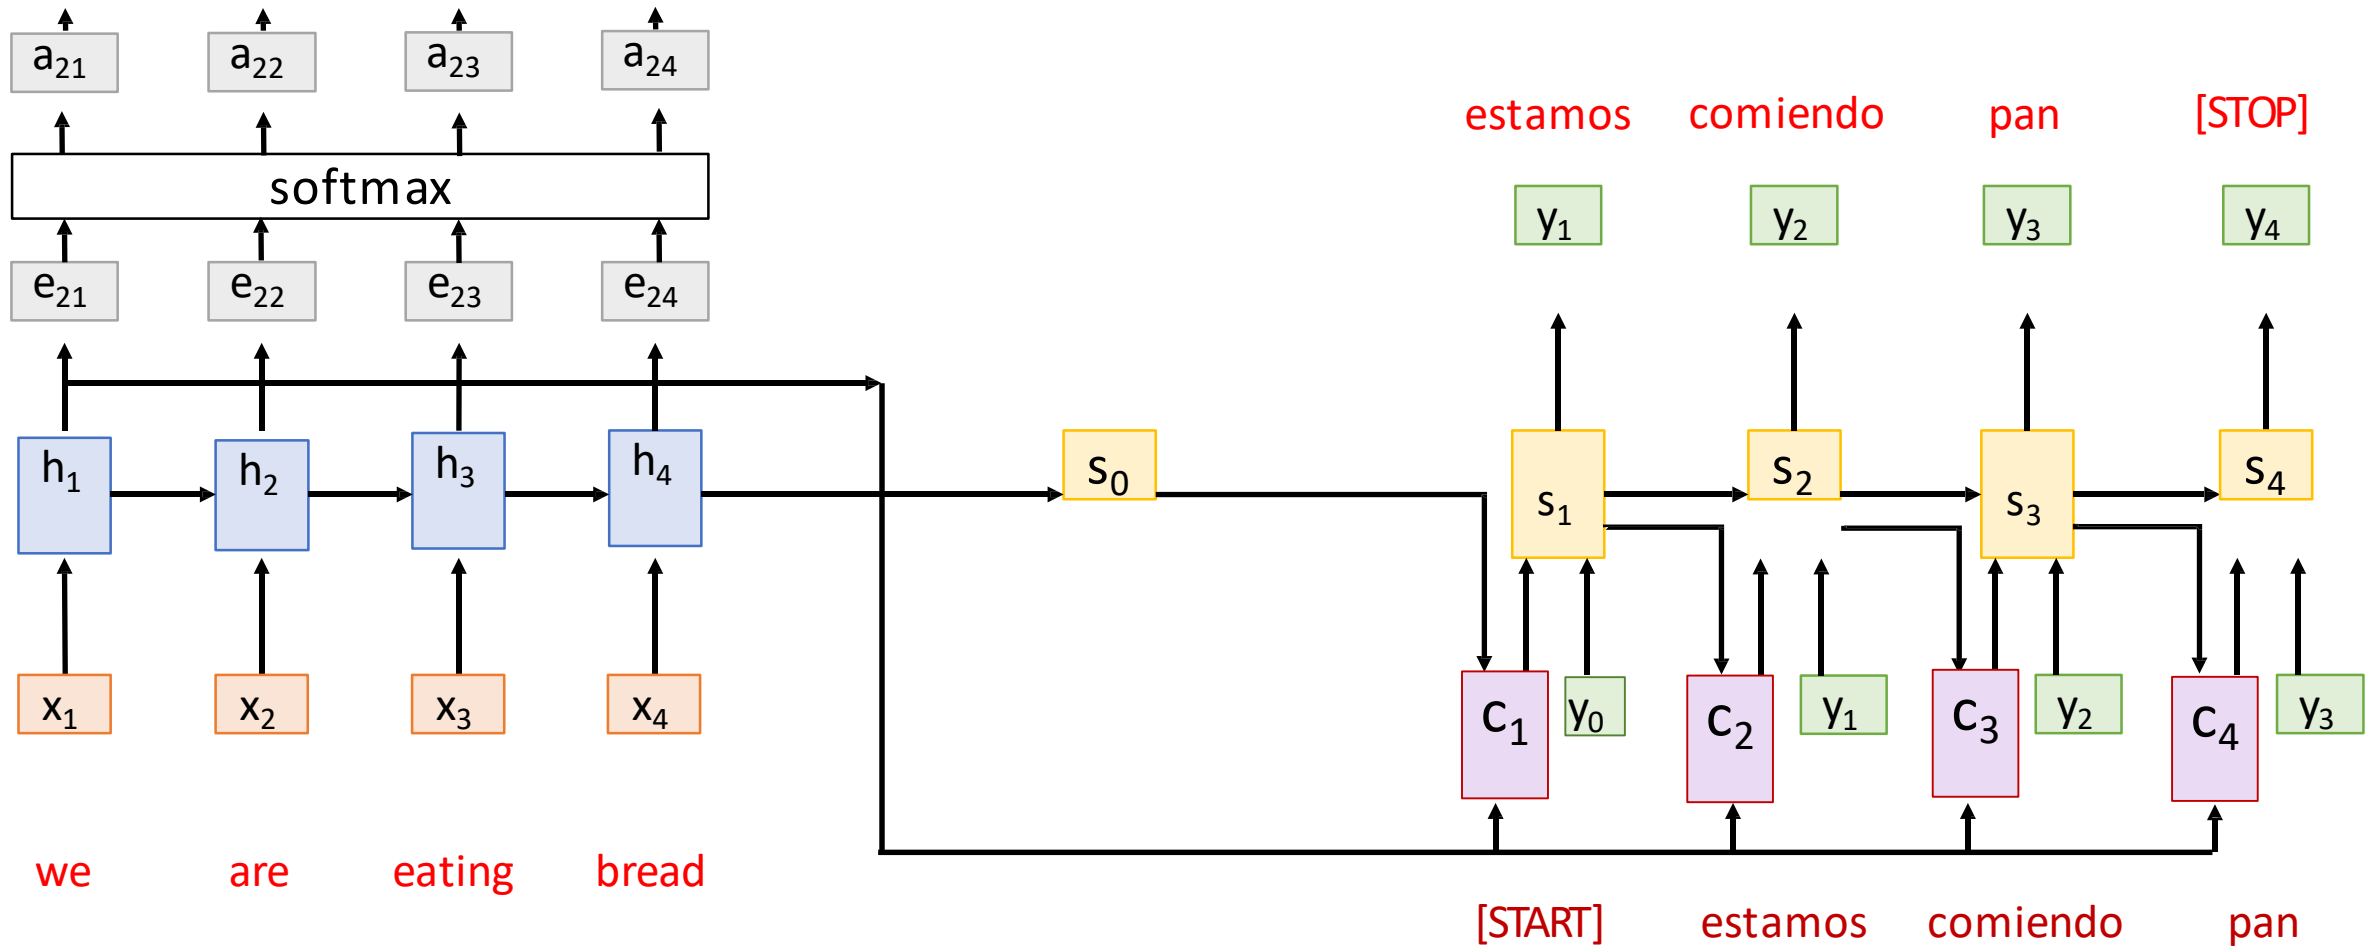 a21 a22 a23 a24
estamos comiendo pan [STOP]
softmax
y1 y2 y3 y4
e21 e22 e23 e24
h1 h2 h3 h4 s0 s1 s2 s3 s4
x1 x2 x3 x4 c1 y0 c2 y1 c3 y2 c4 y3
we are eating bread
[START] estamos comiendo pan